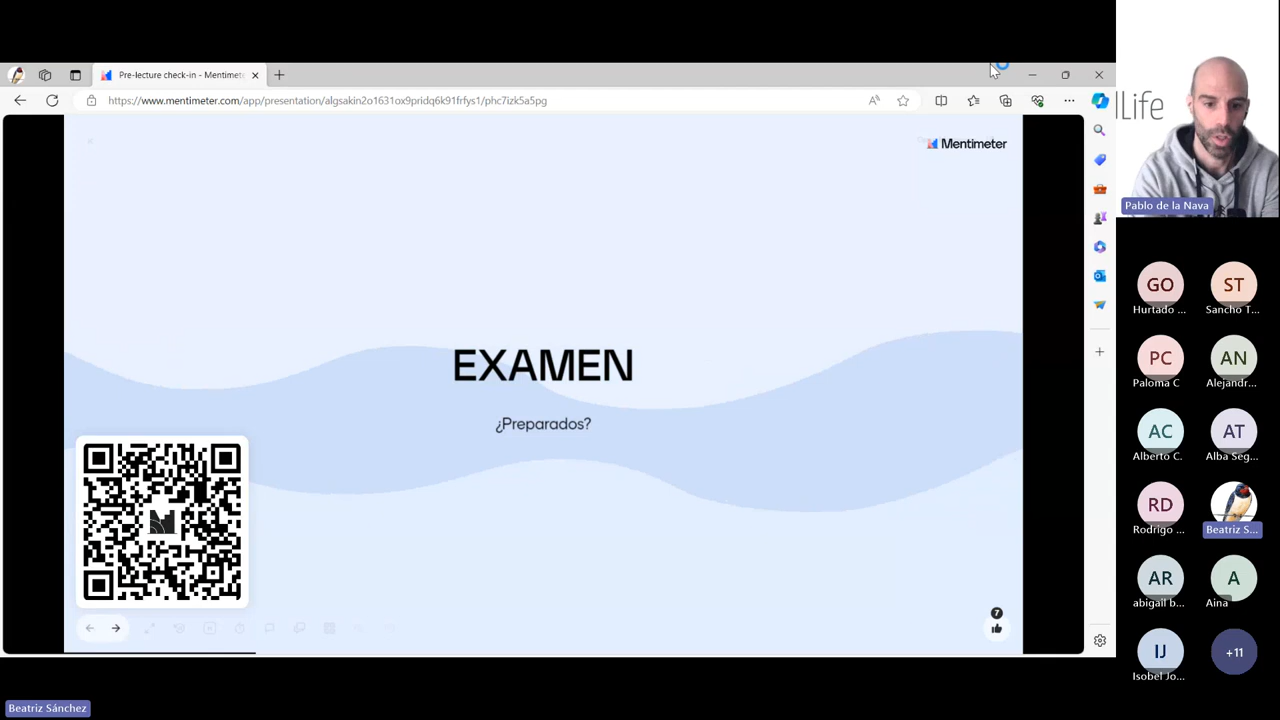 Pre-lecture check-in - Mentimete
https://www.mentimeter.com/app/presentation/algsakin2o1631ox9pridq6k91frfys1/phc7izk5a5pg
Mentimeter
EXAMEN
¿Preparados?
7
Life
Pablo de la Nava
GO
Hurtado ...
ST
Sancho T...
PC
Paloma C
AN
Alejandr...
AC
Alberto C.
AT
Alba Seg...
RD
Rodrigo ...
Beatriz S...
AR
abigail b...
A
Aina
IJ
Isobel Jo...
+11
Beatriz Sánchez